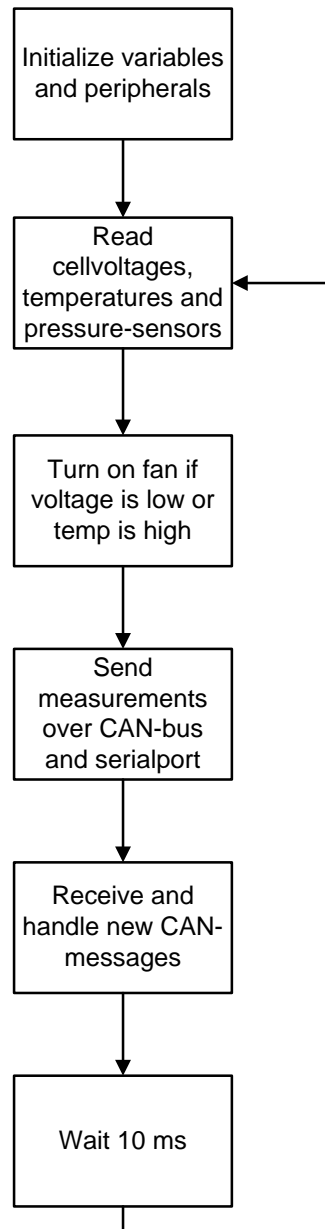 Initialize variables
and peripherals
Read
cellvoltages,
temperatures and
pressure-sensors
Turn on fan if
voltage is low or
temp is high
Send
measurements
over CAN-bus
and serialport
Receive and
handle new CAN-
messages
Wait 10 ms